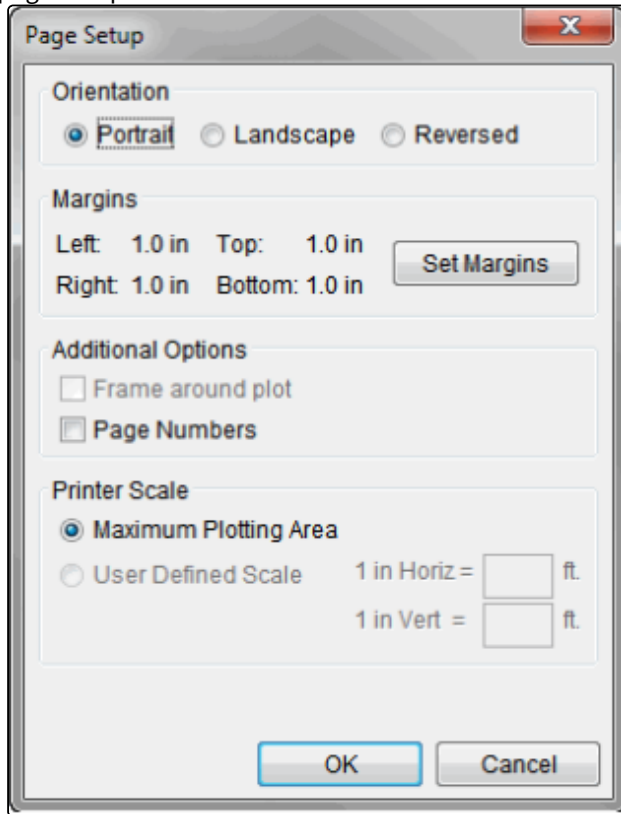 Page Setup
Orientation
Portrait Landscape Reversed
Margins
Left: 1.0 in Top: 1.0 in
Right: 1.0 in Bottom: 1.0 in
Set Margins
Additional Options
Frame around plot
Page Numbers
Printer Scale
Maximum Plotting Area
User Defined Scale 1 in Horiz = ft.
1 in Vert = ft.
OK Cancel